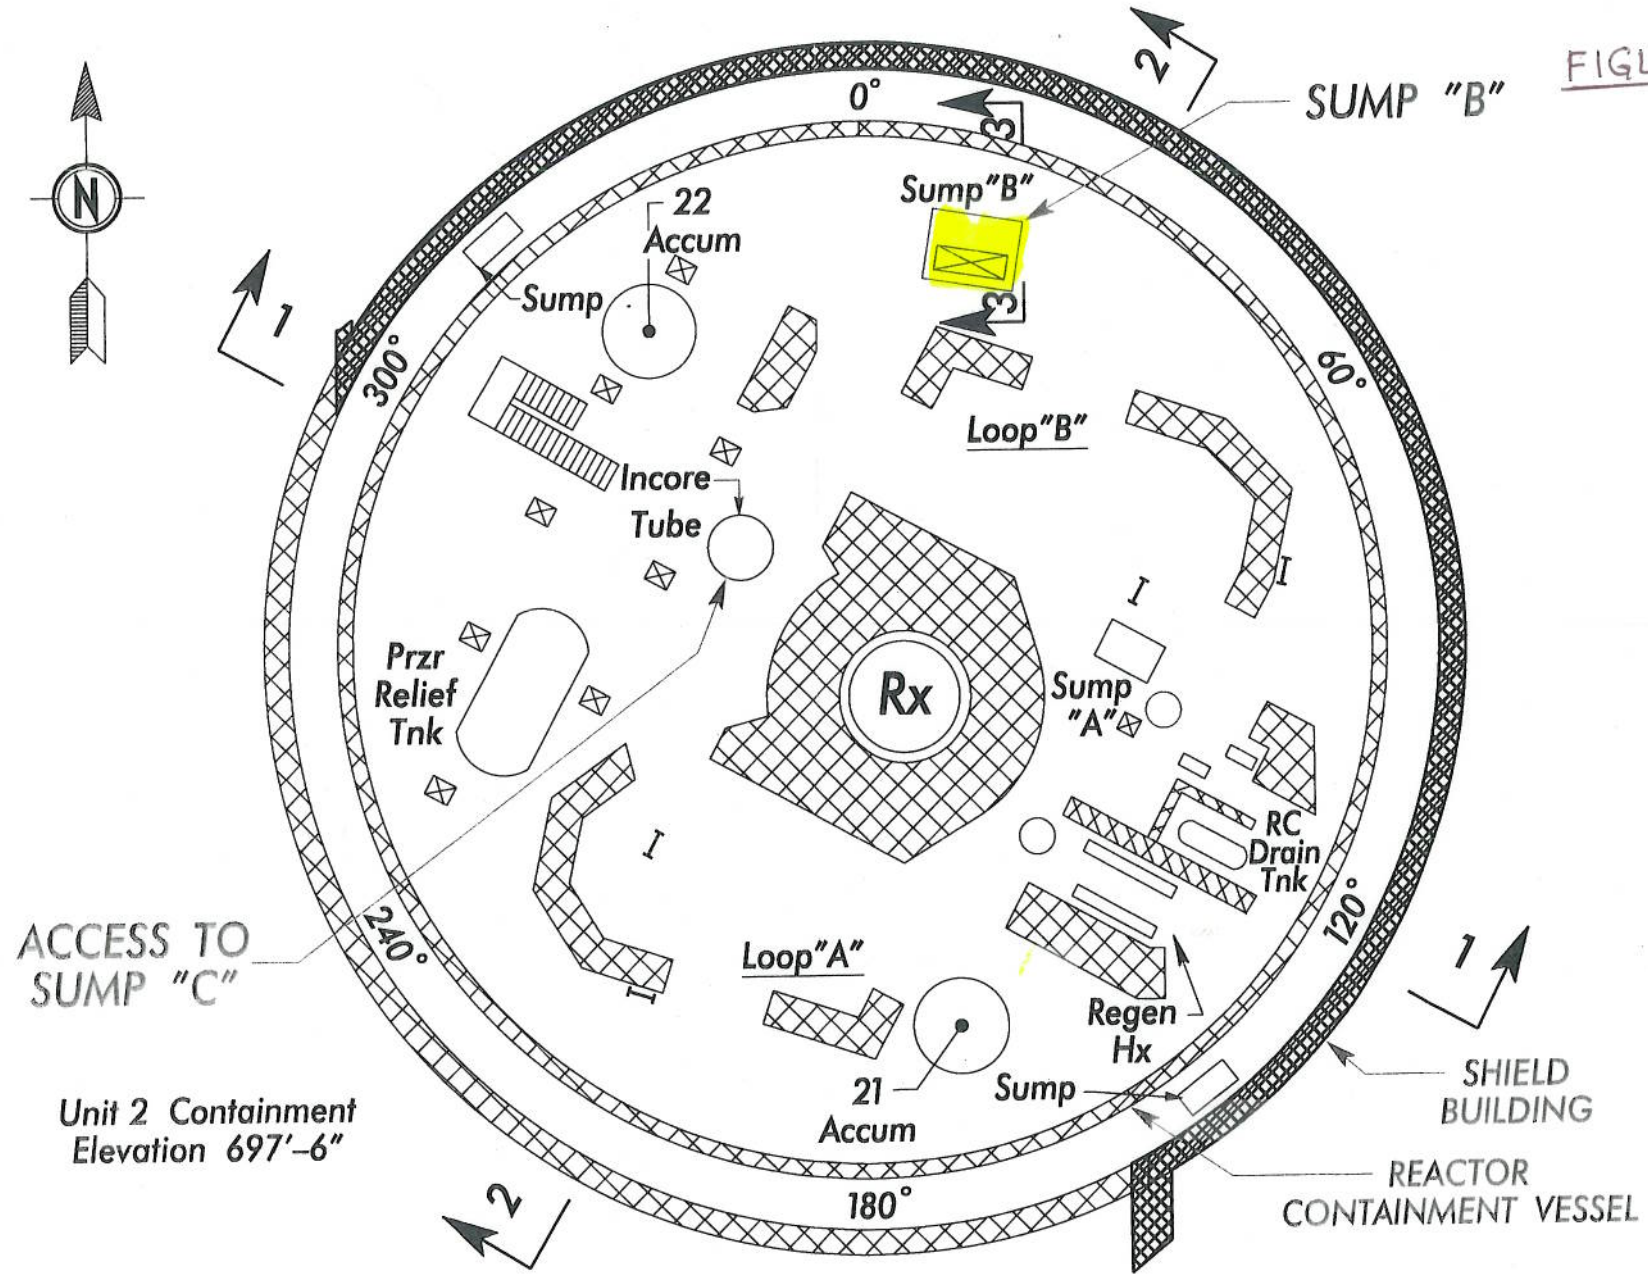 FIGU
2
SUMP "B"
0°
3
N
22
Accum
Sump"B"
Sump
1
3
300°
60°
Loop"B"
Incore
Tube
I
I
Przr
Relief
Tnk
Rx
Sump
"A"
I
RC
Drain
Tnk
240°
120°
ACCESS TO
SUMP "C"
Loop"A"
I
1
Regen
Hx
21
Accum
Sump
SHIELD
BUILDING
Unit 2 Containment
Elevation 697'-6"
REACTOR
CONTAINMENT VESSEL
180°
2